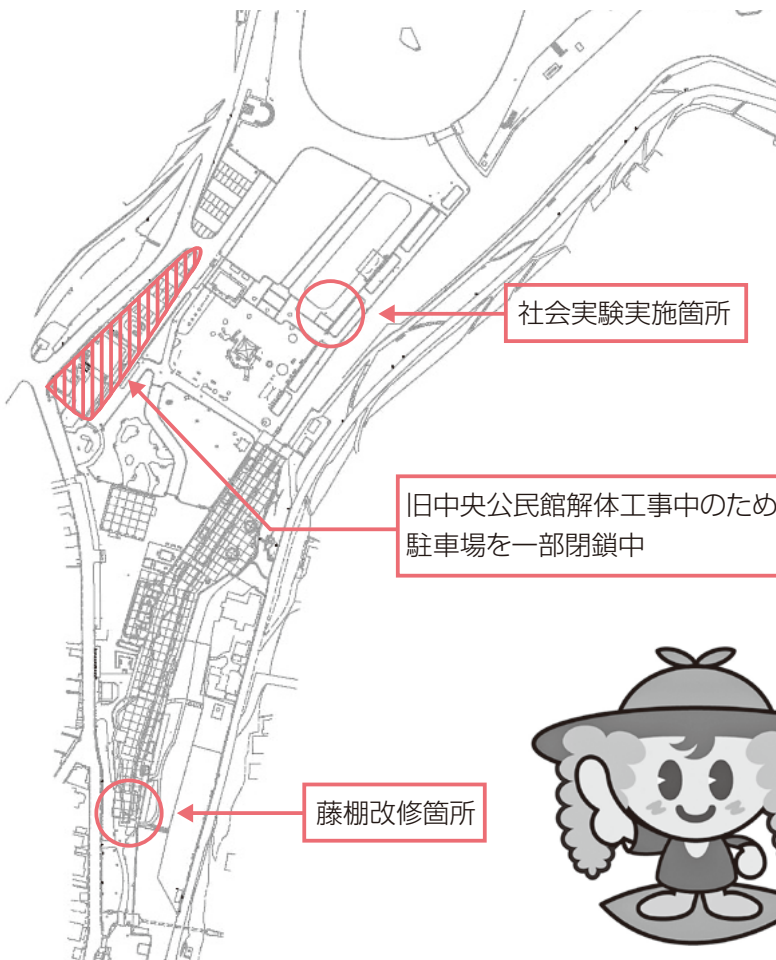 社会実験実施箇所
旧中央公民館解体工事中のため
駐車場を一部閉鎖中
藤棚改修箇所